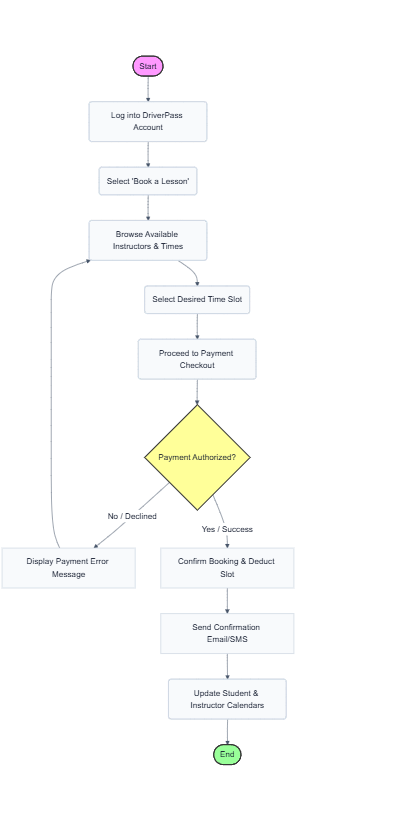 Start
Log into DriverPass
Account
Select 'Book a Lesson'
Browse Available
Instructors & Times
Select Desired Time Slot
Proceed to Payment
Checkout
Payment Authorized?
No / Declined
Yes / Success
Display Payment Error
Message
Confirm Booking & Deduct
Slot
Send Confirmation
Email/SMS
Update Student &
Instructor Calendars
End